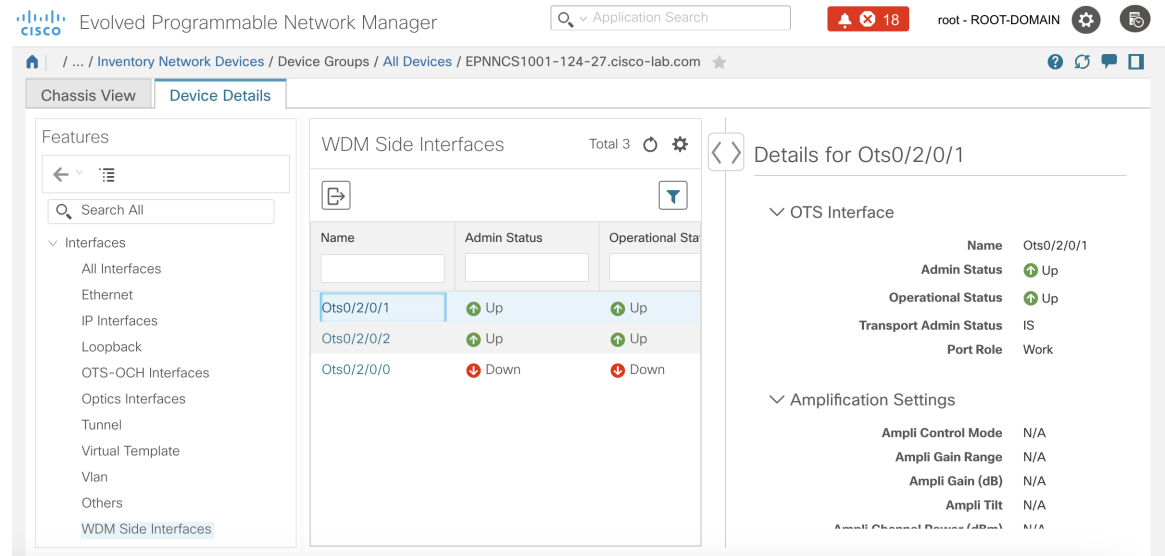 cisco Evolved Programmable Network Manager Application Search 18 root - ROOT-DOMAIN
/ ... / Inventory Network Devices / Device Groups / All Devices / EPNNCS1001-124-27.cisco-lab.com
Chassis View Device Details
Features
Search All
Interfaces
All Interfaces
Ethernet
IP Interfaces
Loopback
OTS-OCH Interfaces
Optics Interfaces
Tunnel
Virtual Template
Vlan
Others
WDM Side Interfaces
WDM Side Interfaces Total 3
Name Admin Status Operational Sta
Ots0/2/0/1 Up Up
Ots0/2/0/2 Up Up
Ots0/2/0/0 Down Down
Details for Ots0/2/0/1
OTS Interface
Name Ots0/2/0/1
Admin Status Up
Operational Status Up
Transport Admin Status IS
Port Role Work
Amplification Settings
Ampli Control Mode N/A
Ampli Gain Range N/A
Ampli Gain (dB) N/A
Ampli Tilt N/A
Ampli Channel Power (dBm) N/A